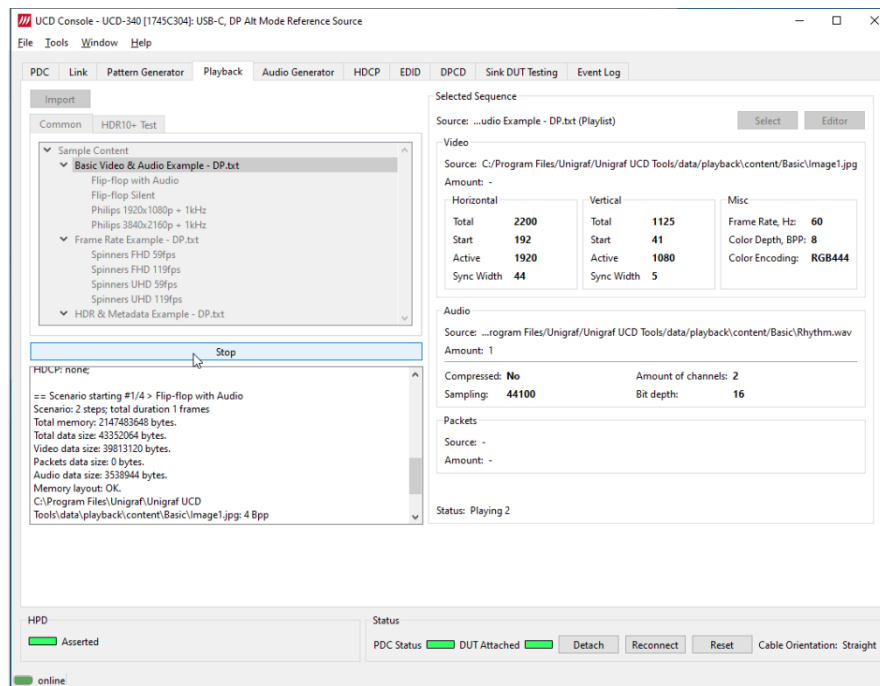 UCD Console - UCD-340 [1745C304]: USB-C, DP Alt Mode Reference Source
File Tools Window Help
PDC Link Pattern Generator Playback Audio Generator HDCP EDID DPCD Sink DUT Testing Event Log
Import
Common HDR10+ Test
Sample Content
Basic Video & Audio Example - DP.txt
Flip-flop with Audio
Flip-flop Silent
Philips 1920x1080p + 1kHz
Philips 3840x2160p + 1kHz
Frame Rate Example - DP.txt
Spinners FHD 59fps
Spinners FHD 119fps
Spinners UHD 59fps
Spinners UHD 119fps
HDR & Metadata Example - DP.txt
Stop
HDCP: none;
== Scenario starting #1/4 > Flip-flop with Audio
Scenario: 2 steps; total duration 1 frames
Total memory: 2147483648 bytes.
Total data size: 43352064 bytes.
Video data size: 39813120 bytes.
Packets data size: 0 bytes.
Audio data size: 3538944 bytes.
Memory layout: OK.
C:\Program Files\Unigraf\Unigraf UCD
Tools\data\playback\content\Basic\Image1.jpg: 4 Bpp
Selected Sequence
Source: ...udio Example - DP.txt (Playlist) Select Editor
Video
Source: C:/Program Files/Unigraf/Unigraf UCD Tools/data/playback\content/Basic\Image1.jpg
Amount: -
Horizontal Vertical Misc
Total 2200 Total 1125 Frame Rate, Hz: 60
Start 192 Start 41 Color Depth, BPP: 8
Active 1920 Active 1080 Color Encoding: RGB444
Sync Width 44 Sync Width 5
Audio
Source: ...rogram Files/Unigraf/Unigraf UCD Tools/data/playback\content/Basic\Rhythm.wav
Amount: 1
Compressed: No Amount of channels: 2
Sampling: 44100 Bit depth: 16
Packets
Source: -
Amount: -
Status: Playing 2
HPD
Asserted
Status
PDC Status DUT Attached Detach Reconnect Reset Cable Orientation: Straight
online